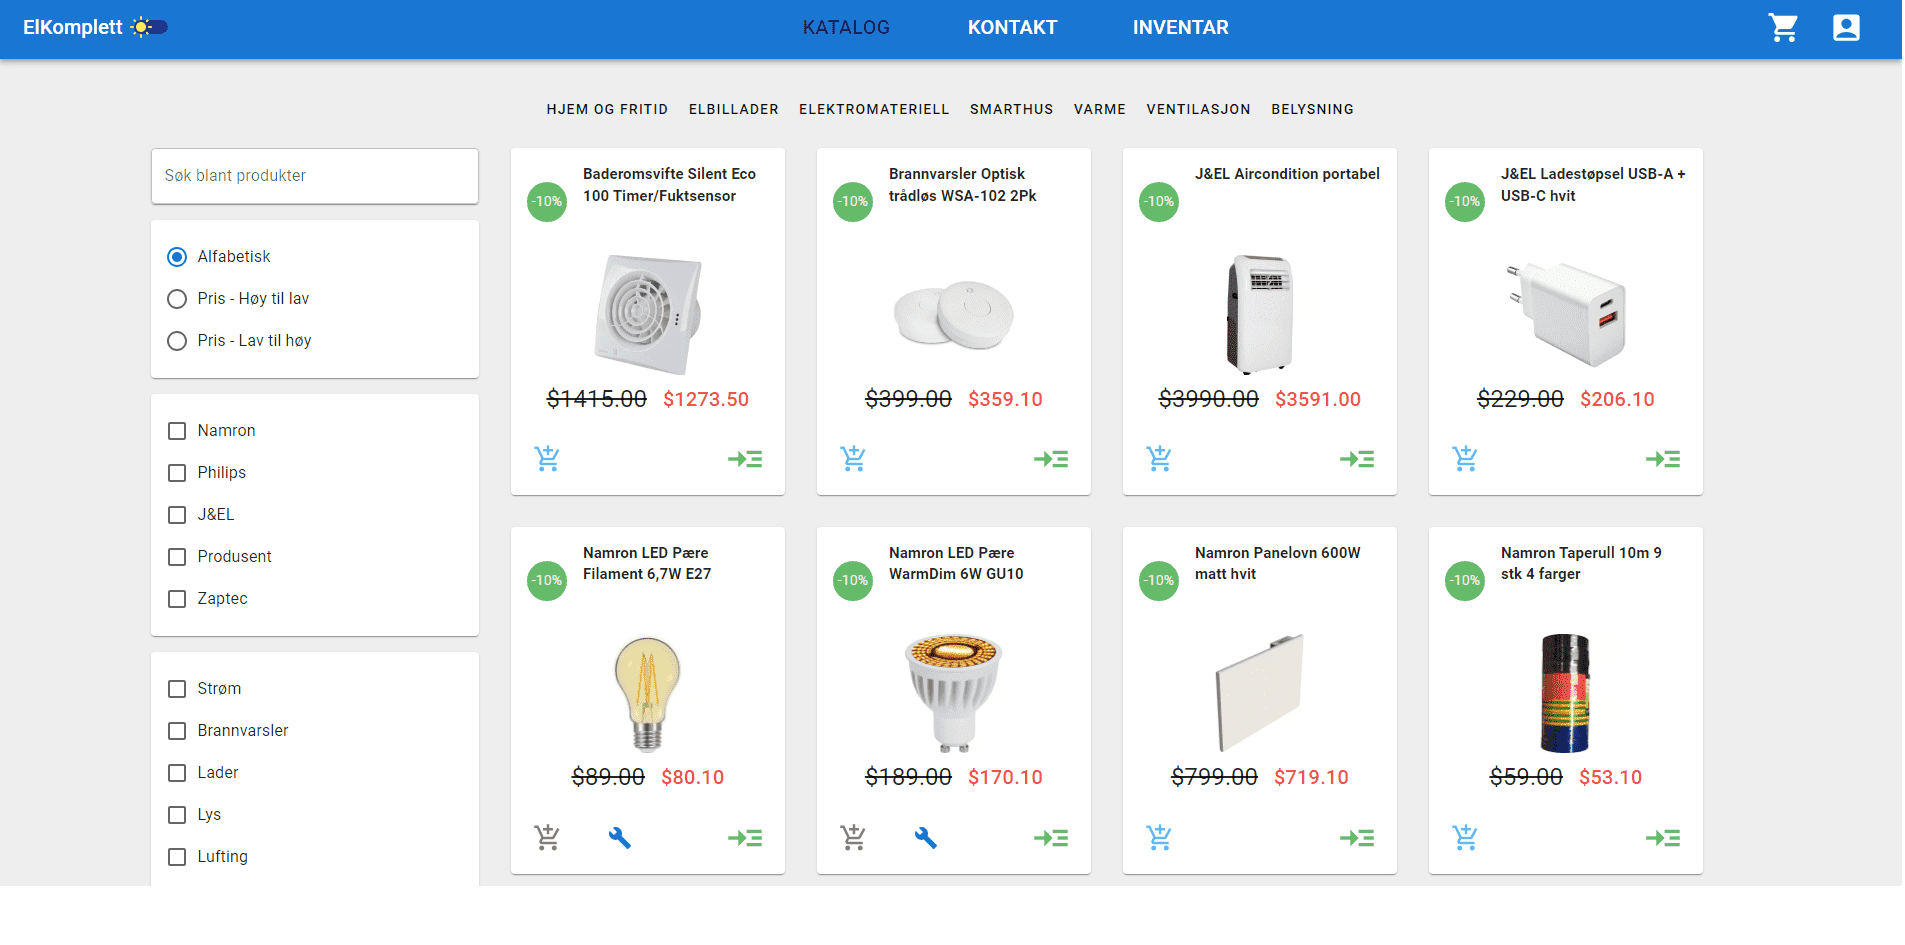 ElKomplett
KATALOG
KONTAKT
INVENTAR
HJEM OG FRITID
ELBILLADER
ELEKTROMATERIELL
SMARTHUS
VARME
VENTILASJON
BELYSNING
Søk blant produkter
Alfabetisk
Pris - Høy til lav
Pris - Lav til høy
Namron
Philips
J&EL
Produsent
Zaptec
Strøm
Brannvarsler
Lader
Lys
Lufting
-10%
Baderomsvifte Silent Eco
100 Timer/Fuktsensor
$1415.00 $1273.50
-10%
Brannvarsler Optisk
trådløs WSA-102 2Pk
$399.00 $359.10
-10%
J&EL Aircondition portabel
$3990.00 $3591.00
-10%
J&EL Ladestøpsel USB-A +
USB-C hvit
$229.00 $206.10
-10%
Namron LED Pære
Filament 6,7W E27
$89.00 $80.10
-10%
Namron LED Pære
WarmDim 6W GU10
$189.00 $170.10
-10%
Namron Panelovn 600W
matt hvit
$799.00 $719.10
-10%
Namron Taperull 10m 9
stk 4 farger
$59.00 $53.10